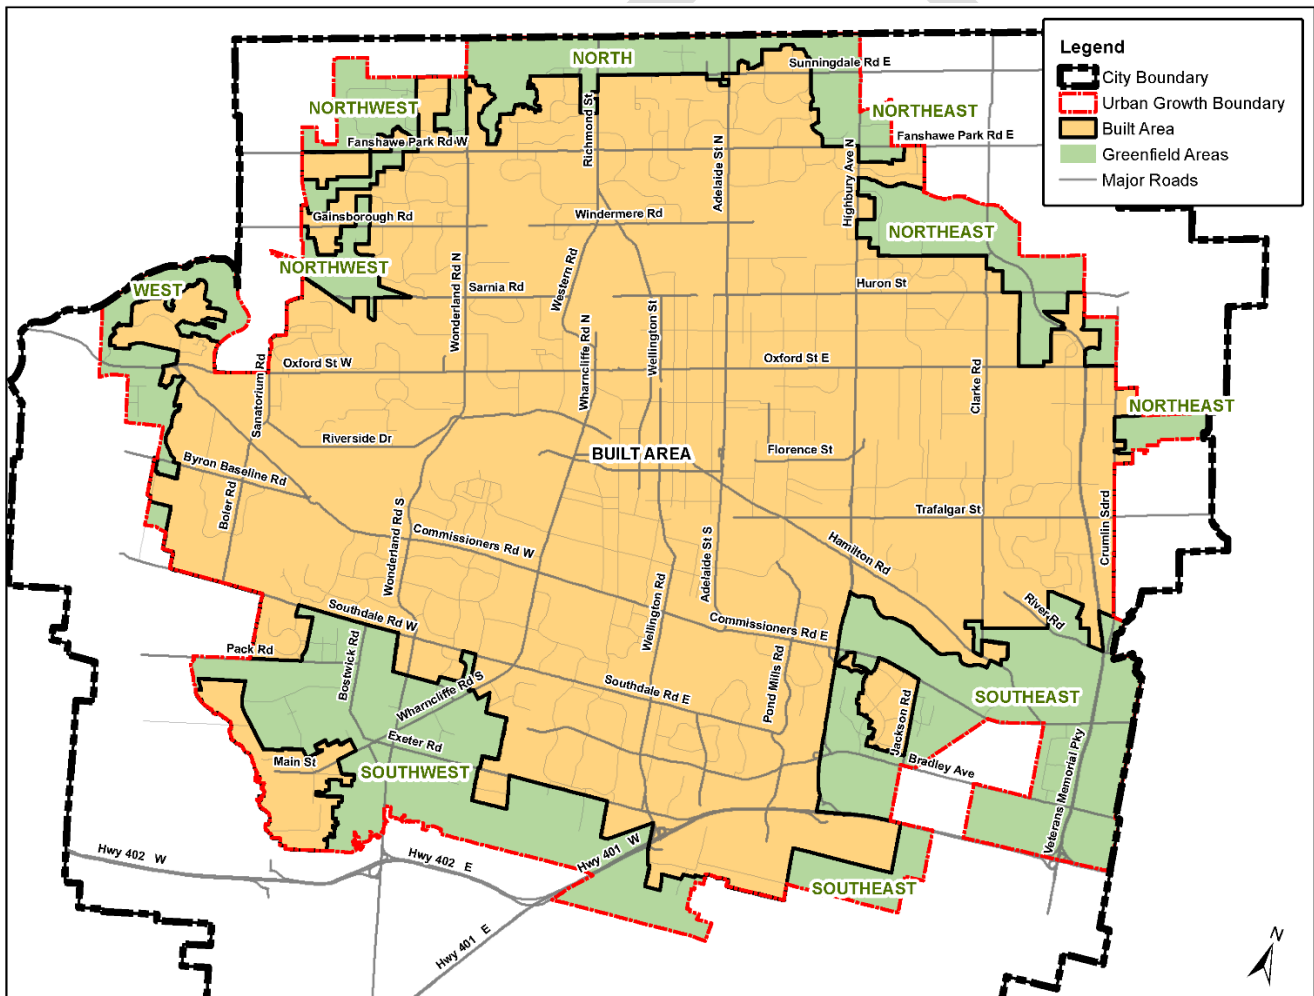 NORTH
Sunningdale Rd E
Legend
City Boundary
Urban Growth Boundary
Built Area
Greenfield Areas
Major Roads
NORTHWEST
NORTHEAST
Fanshawe Park Rd W
Fanshawe Park Rd E
Richmond St
Adelaide St N
Highbury Ave N
Gainsborough Rd
Windermere Rd
NORTHEAST
NORTHWEST
WEST
Wonderland Rd N
Sarnia Rd
Western Rd
Huron St
Wellington St
Wharncliffe Rd N
Oxford St W
Oxford St E
Sanatorium Rd
Clarke Rd
NORTHEAST
Riverside Dr
BUILT AREA
Florence St
Byron Baseline Rd
Boler Rd
Wonderland Rd S
Commissioners Rd W
Trafalgar St
Crumlin Sdrd
Adelaide St S
Hamilton Rd
Wellington Rd
Southdale Rd W
Commissioners Rd E
River Rd
Pack Rd
Bostwick Rd
Wharncliffe Rd S
Southdale Rd E
Pond Mills Rd
SOUTHEAST
Jackson Rd
Exeter Rd
Main St
SOUTHWEST
Bradley Ave
Veterans Memorial Pky
Hwy 402 W
Hwy 402 E
Hwy 401 W
SOUTHEAST
Hwy 401 E
N